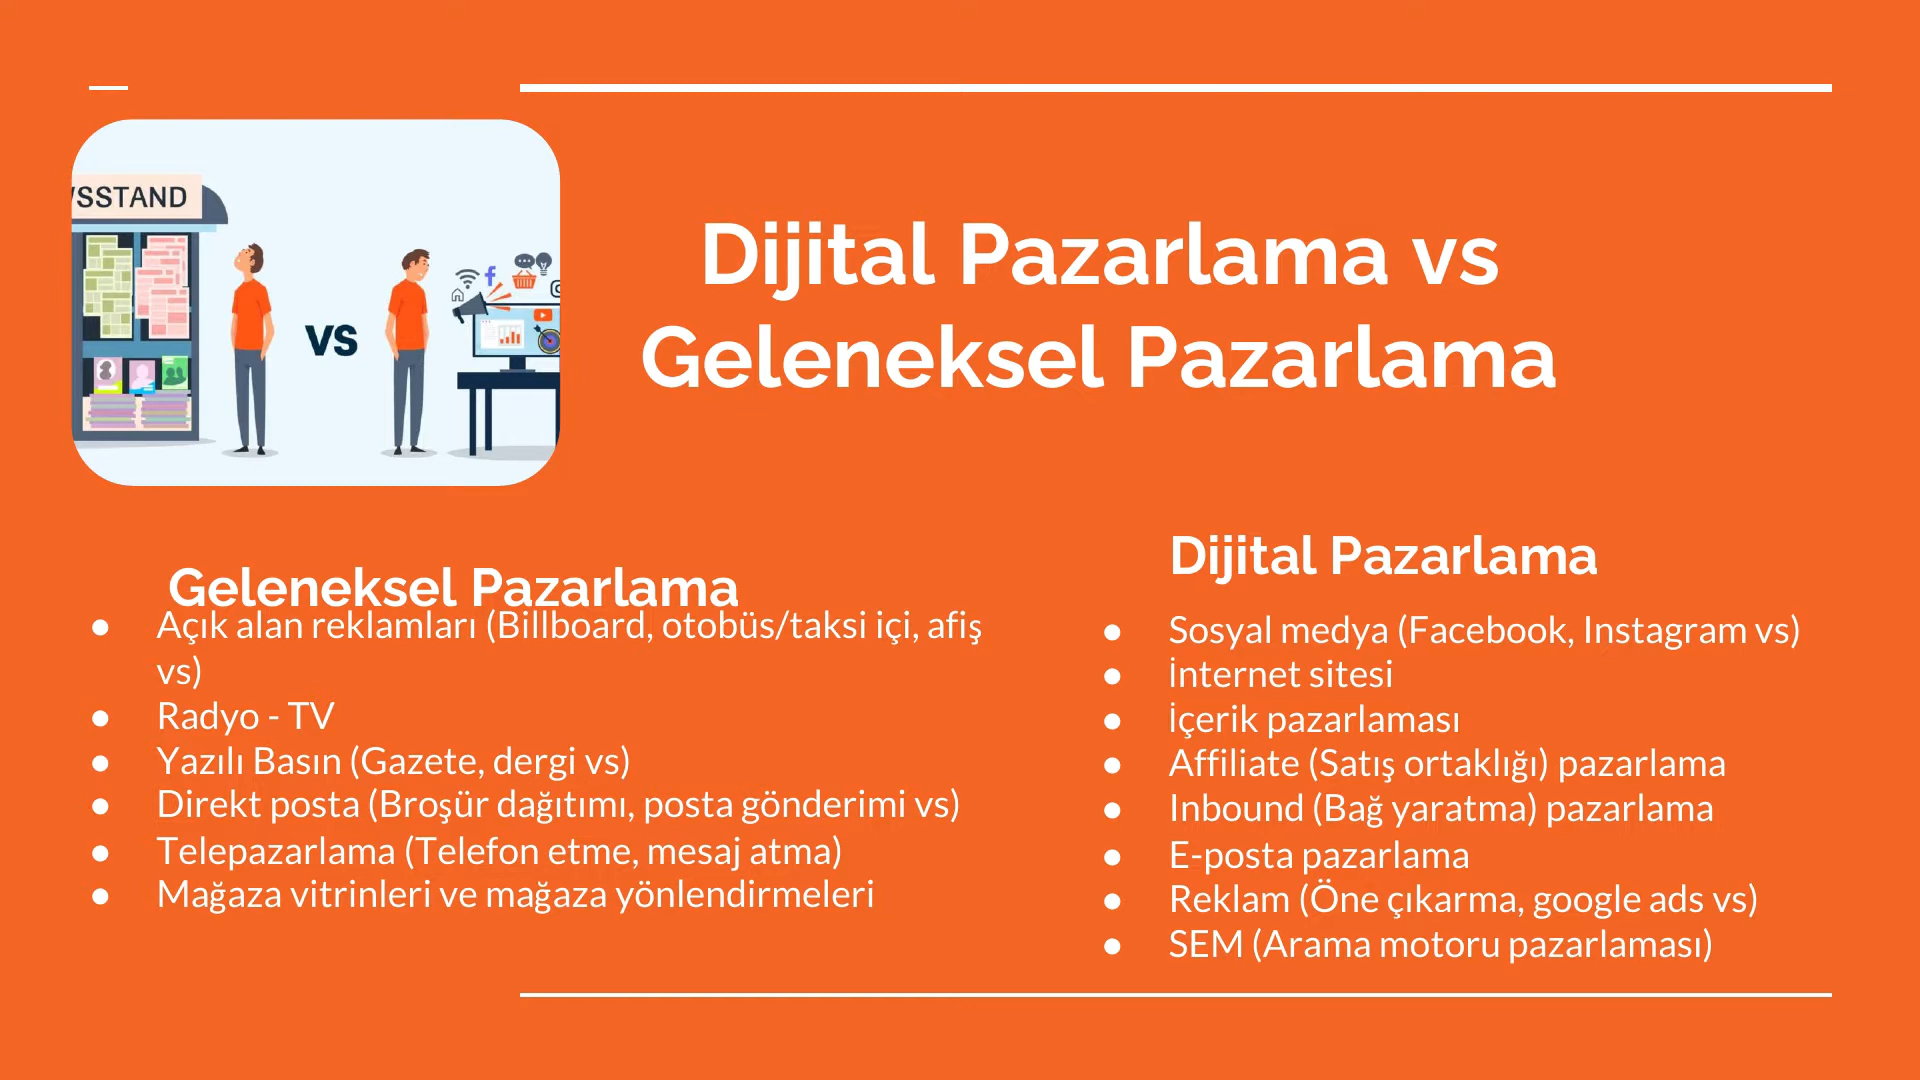 VSSTAND
VS
Dijital Pazarlama vs
Geleneksel Pazarlama
Geleneksel Pazarlama
● Açık alan reklamları (Billboard, otobüs/taksi içi, afiş
vs)
● Radyo - TV
● Yazılı Basın (Gazete, dergi vs)
● Direkt posta (Broşür dağıtımı, posta gönderimi vs)
● Telepazarlama (Telefon etme, mesaj atma)
● Mağaza vitrinleri ve mağaza yönlendirmeleri
Dijital Pazarlama
● Sosyal medya (Facebook, Instagram vs)
● İnternet sitesi
● İçerik pazarlaması
● Affiliate (Satış ortaklığı) pazarlama
● Inbound (Bağ yaratma) pazarlama
● E-posta pazarlama
● Reklam (Öne çıkarma, google ads vs)
● SEM (Arama motoru pazarlaması)